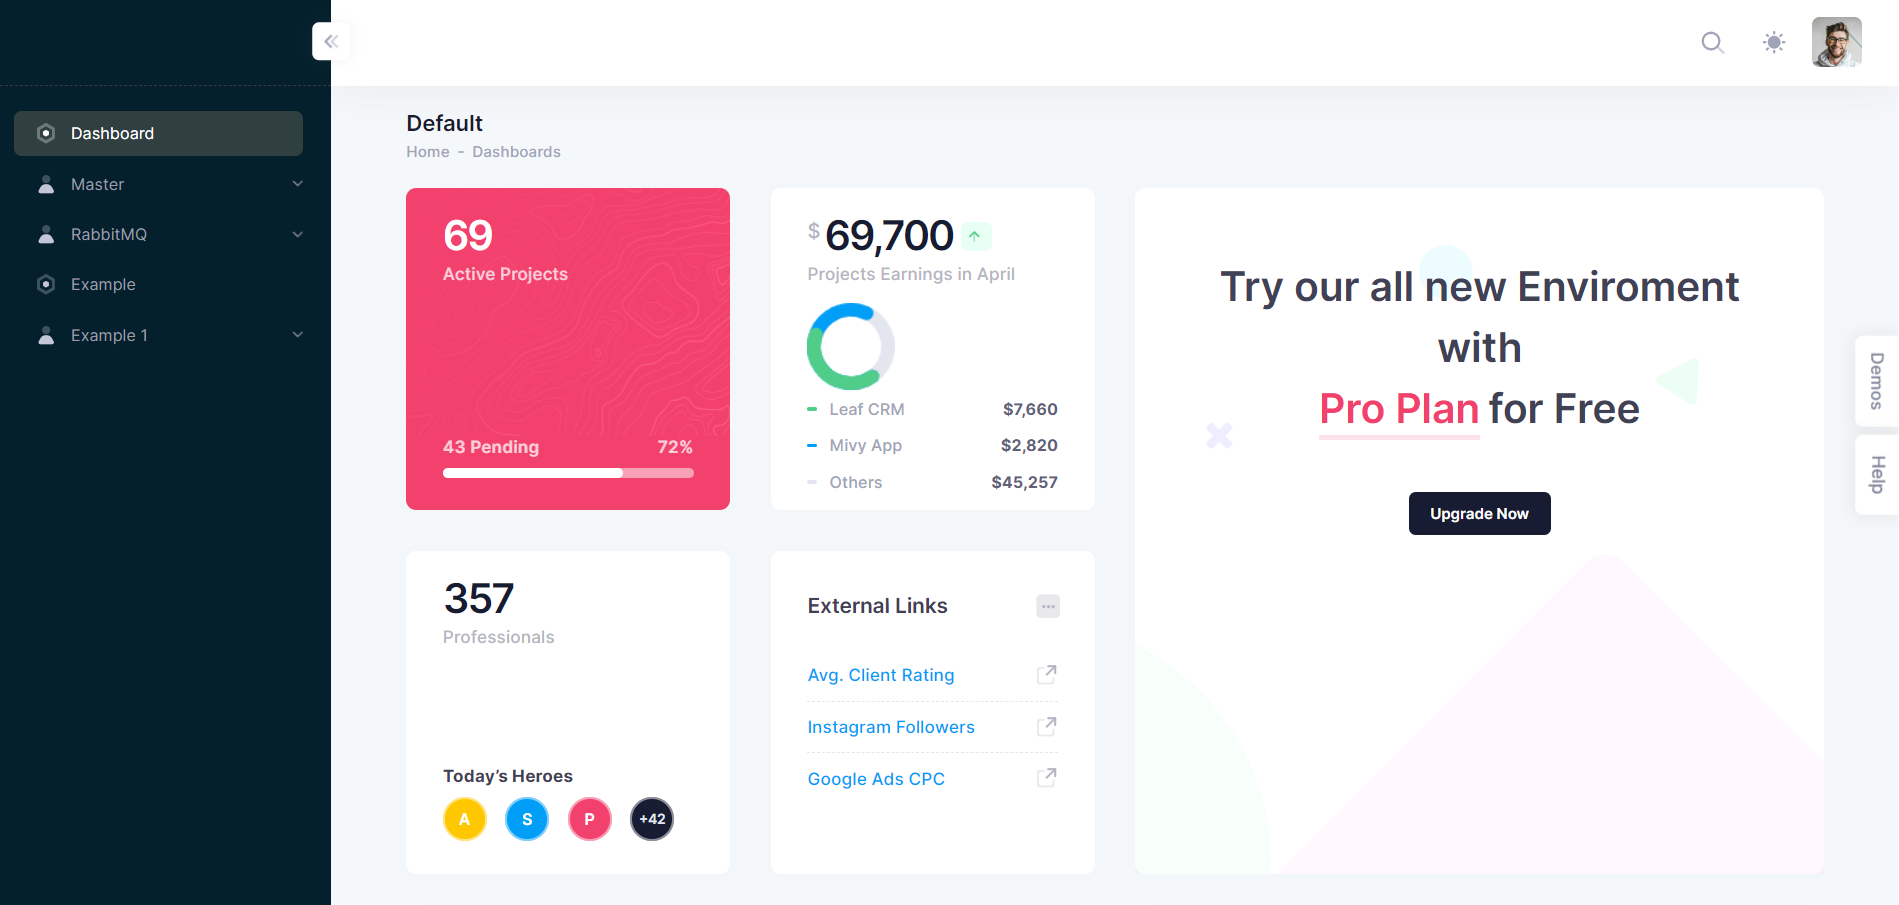 Dashboard
Master
RabbitMQ
Example
Example 1
Default
Home - Dashboards
69
Active Projects
43 Pending 72%
$ 69,700
Projects Earnings in April
Leaf CRM $7,660
Mivy App $2,820
Others $45,257
Try our all new Enviroment
with
Pro Plan for Free
Upgrade Now
357
Professionals
Today's Heroes
A S P +42
External Links
Avg. Client Rating
Instagram Followers
Google Ads CPC
Demos
Help